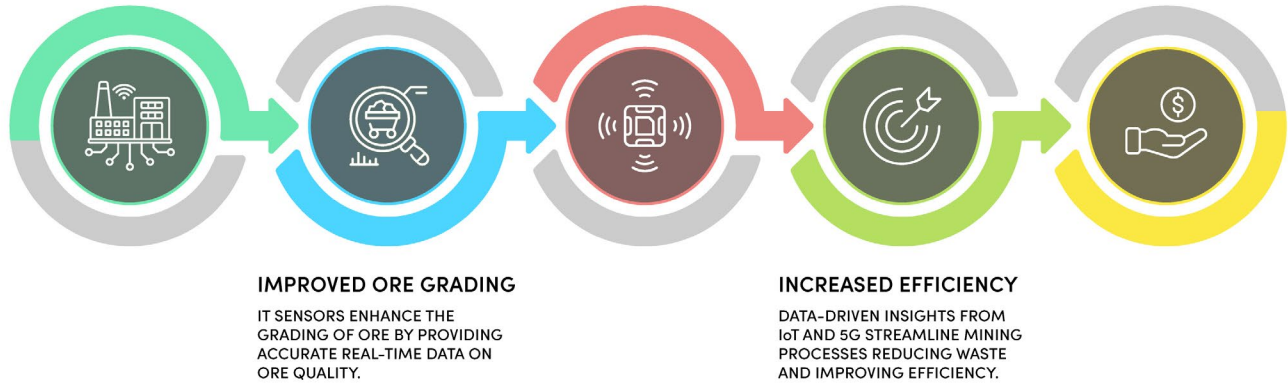 IMPROVED ORE GRADING
IT SENSORS ENHANCE THE
GRADING OF ORE BY PROVIDING
ACCURATE REAL-TIME DATA ON
ORE QUALITY.
INCREASED EFFICIENCY
DATA-DRIVEN INSIGHTS FROM
IoT AND 5G STREAMLINE MINING
PROCESSES REDUCING WASTE
AND IMPROVING EFFICIENCY.
$